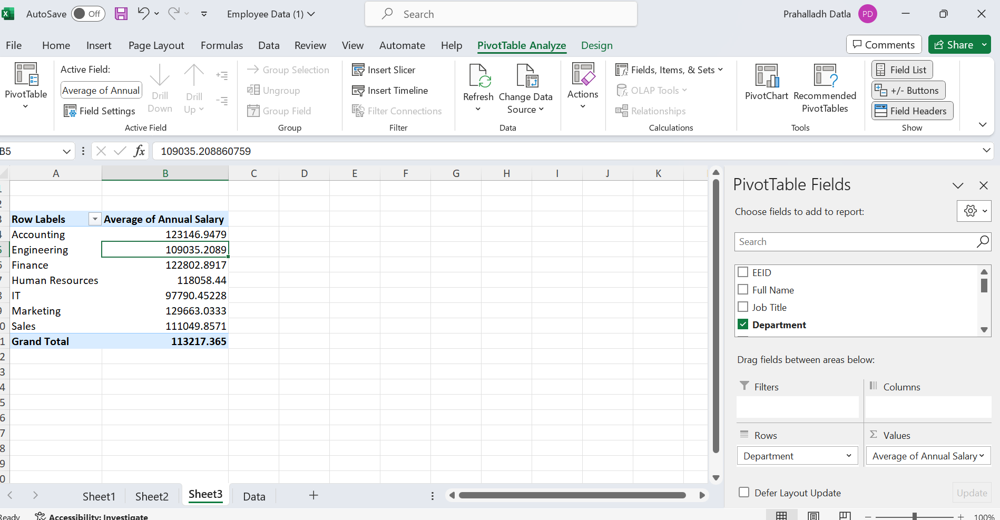 AutoSave Off Employee Data (1) Search Prahalladh Datla PD
File Home Insert Page Layout Formulas Data Review View Automate Help PivotTable Analyze Design Comments Share
PivotTable
Active Field:
Average of Annual
Field Settings
Drill Down
Drill Up
Active Field
Group Selection
Ungroup
7 Group Field
Group
Insert Slicer
Insert Timeline
Filter Connections
Filter
Refresh
Change Data Source
Data
Actions
Fields, Items, & Sets
OLAP Tools
Relationships
Calculations
PivotChart
Recommended PivotTables
Tools
Field List
+/- Buttons
Field Headers
Show
B5 fx 109035.208860759
A B C D E F G H I J K
Row Labels Average of Annual Salary
Accounting 123146.9479
Engineering 109035.2089
Finance 122802.8917
Human Resources 118058.44
IT 97790.45228
Marketing 129663.0333
Sales 111049.8571
Grand Total 113217.365
PivotTable Fields
Choose fields to add to report:
Search
EEID
Full Name
Job Title
Department
Drag fields between areas below:
Filters
Columns
Rows
Σ Values
Department
Average of Annual Salary
Defer Layout Update Update
Sheet1 Sheet2 Sheet3 Data +
Accessibility: Investigate
100%